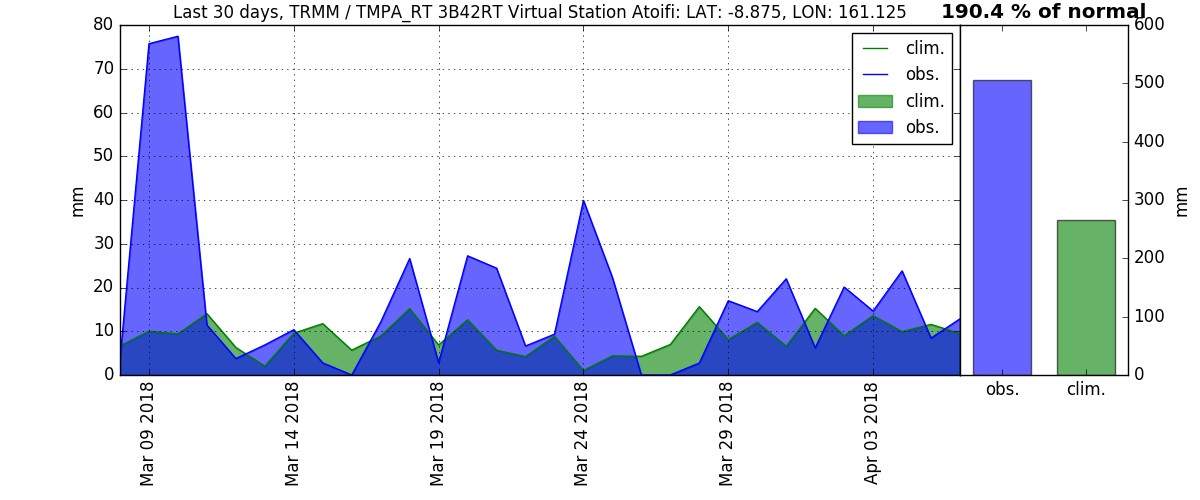 Last 30 days, TRMM / TMPA_RT 3B42RT Virtual Station Atoifi: LAT: -8.875, LON: 161.125
190.4 % of normal
80
70
60
50
40
30
20
10
0
mm
clim.
obs.
clim.
obs.
600
500
400
300
200
100
0
mm
Mar 09 2018
Mar 14 2018
Mar 19 2018
Mar 24 2018
Mar 29 2018
Apr 03 2018
obs.
clim.